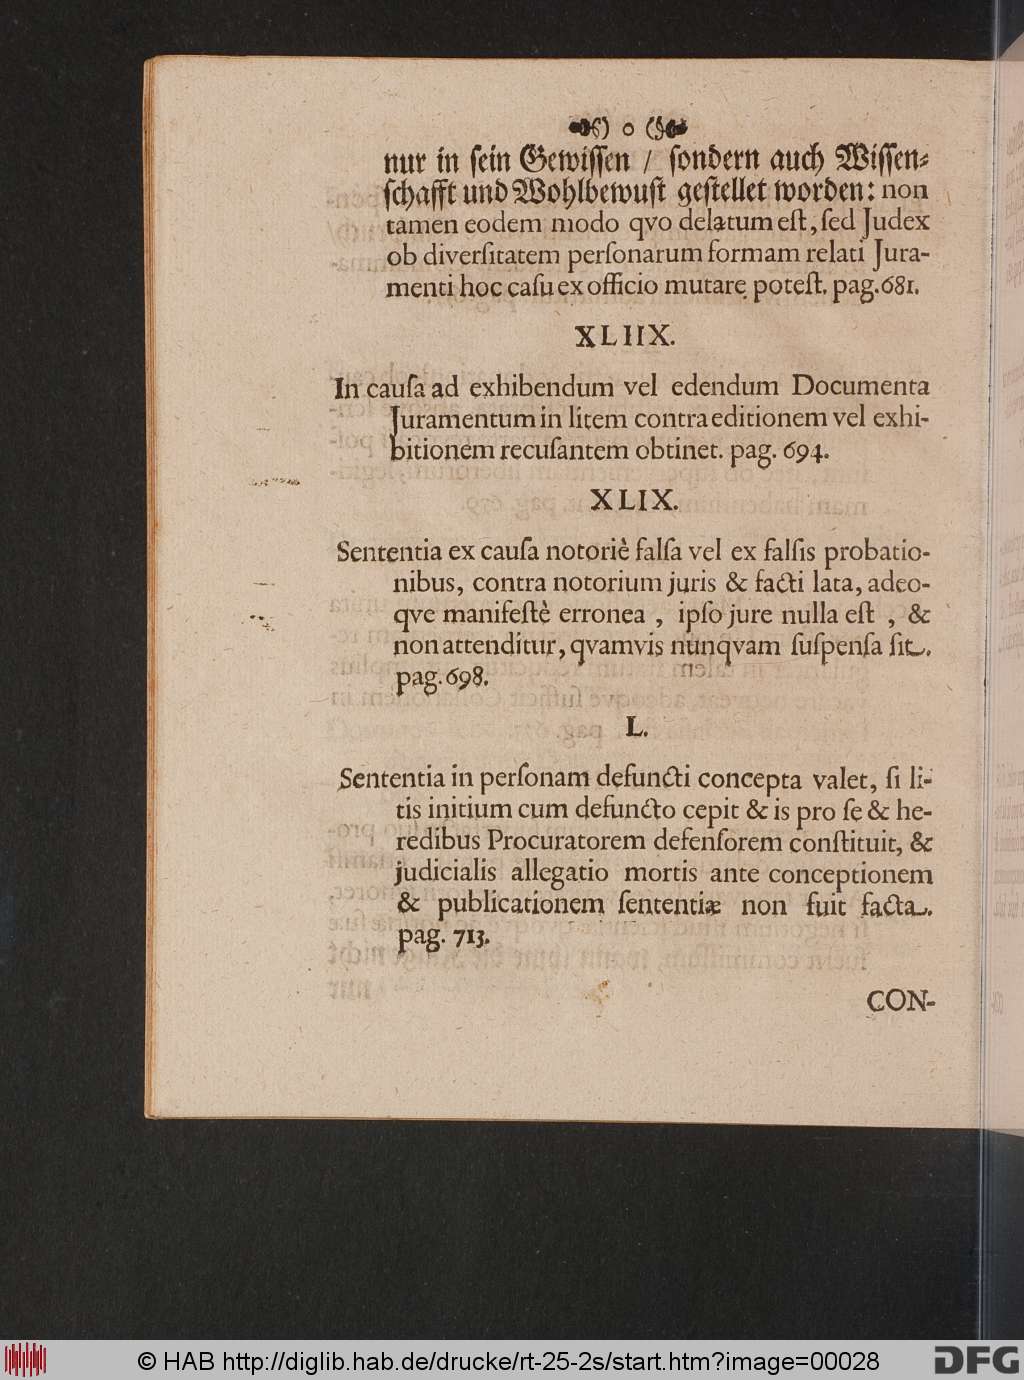 ) o (
nur in sein Gewissen / sondern auch Wissen-
schafft und Wohlbewust gestellet worden: non
tamen eodem modo qvo delatum eſt, ſed Judex
ob diverſitatem perſonarum formam relati Jura-
menti hoc caſu ex officio mutare poteſt. pag. 681.
XLIIX.
In cauſa ad exhibendum vel edendum Documenta
Juramentum in litem contra editionem vel exhi-
bitionem recuſantem obtinet. pag. 694.
XLIX.
Sententia ex cauſa notoriè falſa vel ex falſis probatio-
nibus, contra notorium juris & facti lata, adeo-
qve manifeſtè erronea , ipſo jure nulla eſt , &
non attenditur, qvamvis nunqvam ſuſpenſa ſit.
pag. 698.
L.
Sententia in perſonam defuncti concepta valet, ſi li-
tis initium cum defuncto cepit & is pro ſe & he-
redibus Procuratorem defenſorem conſtituit, &
judicialis allegatio mortis ante conceptionem
& publicationem ſententiæ non fuit facta.
pag. 713.
CON-
© HAB http://diglib.hab.de/drucke/rt-25-2s/start.htm?image=00028
DFG